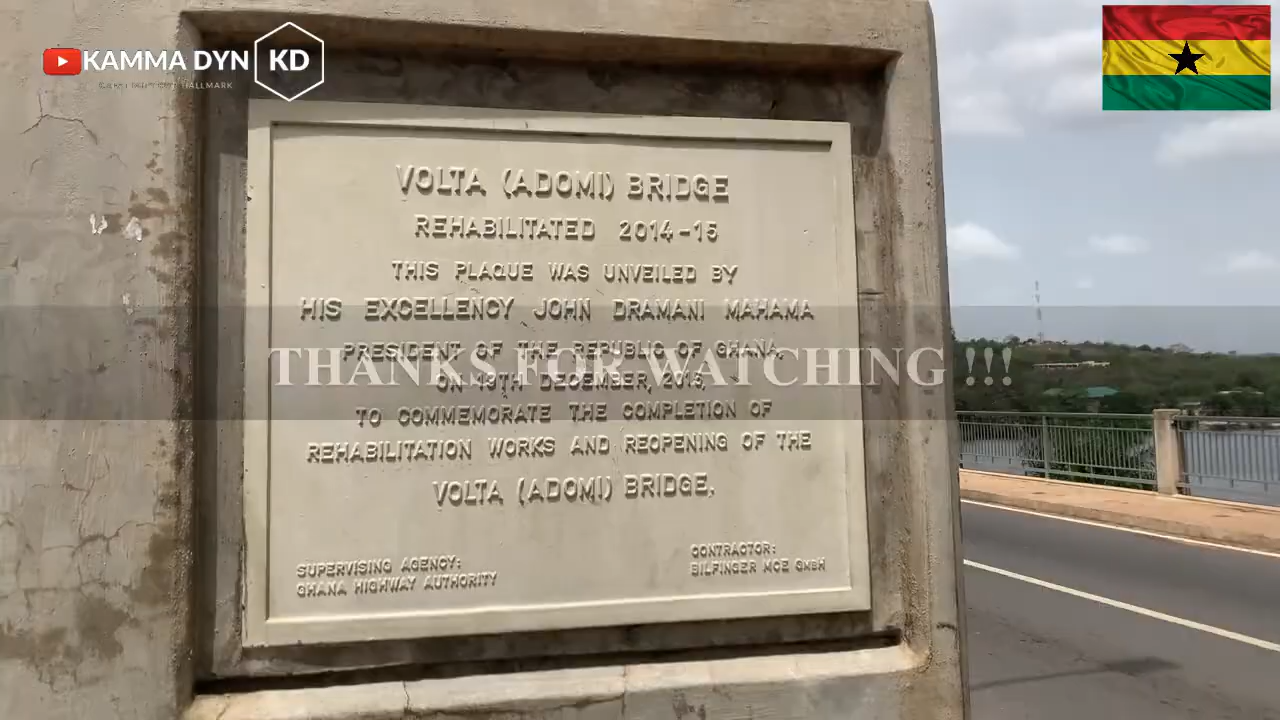 KAMMA DYN
KD
VOLTA (ADOMI) BRIDGE
REHABILITATED 2014-15
THIS PLAQUE WAS UNVEILED BY
HIS EXCELLENCY JOHN DRAMANI MAHAMA
PRESIDENT OF THE REPUBLIC OF GHANA,
THANKS FOR WATCHING !!!
ON 19TH DECEMBER,
TO COMMEMORATE THE COMPLETION OF
REHABILITATION WORKS AND REOPENING OF THE
VOLTA (ADOMI) BRIDGE.
SUPERVISING AGENCY:
GHANA HIGHWAY AUTHORITY
CONTRACTOR:
BILFINGER MCE GMBH